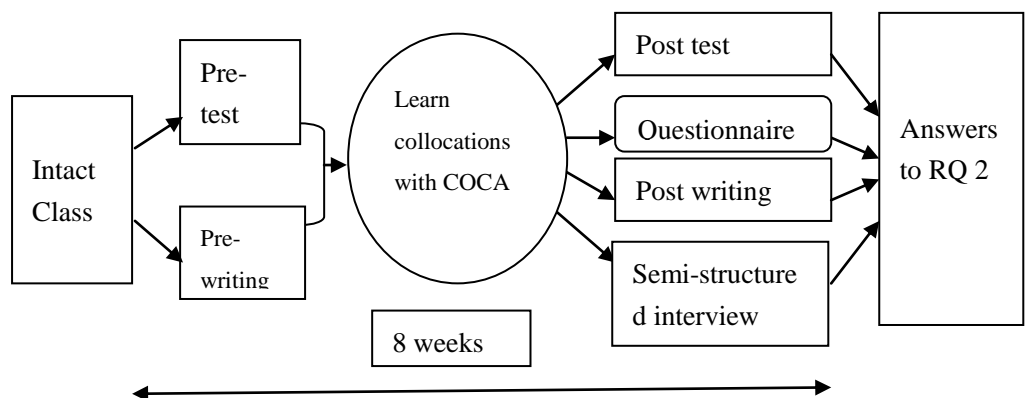 Intact
Class
Pre-
test
Pre-
writing
Learn
collocations
with COCA
8 weeks
Post test
Ouestionnaire
Post writing
Semi-structure
d interview
Answers
to RQ 2